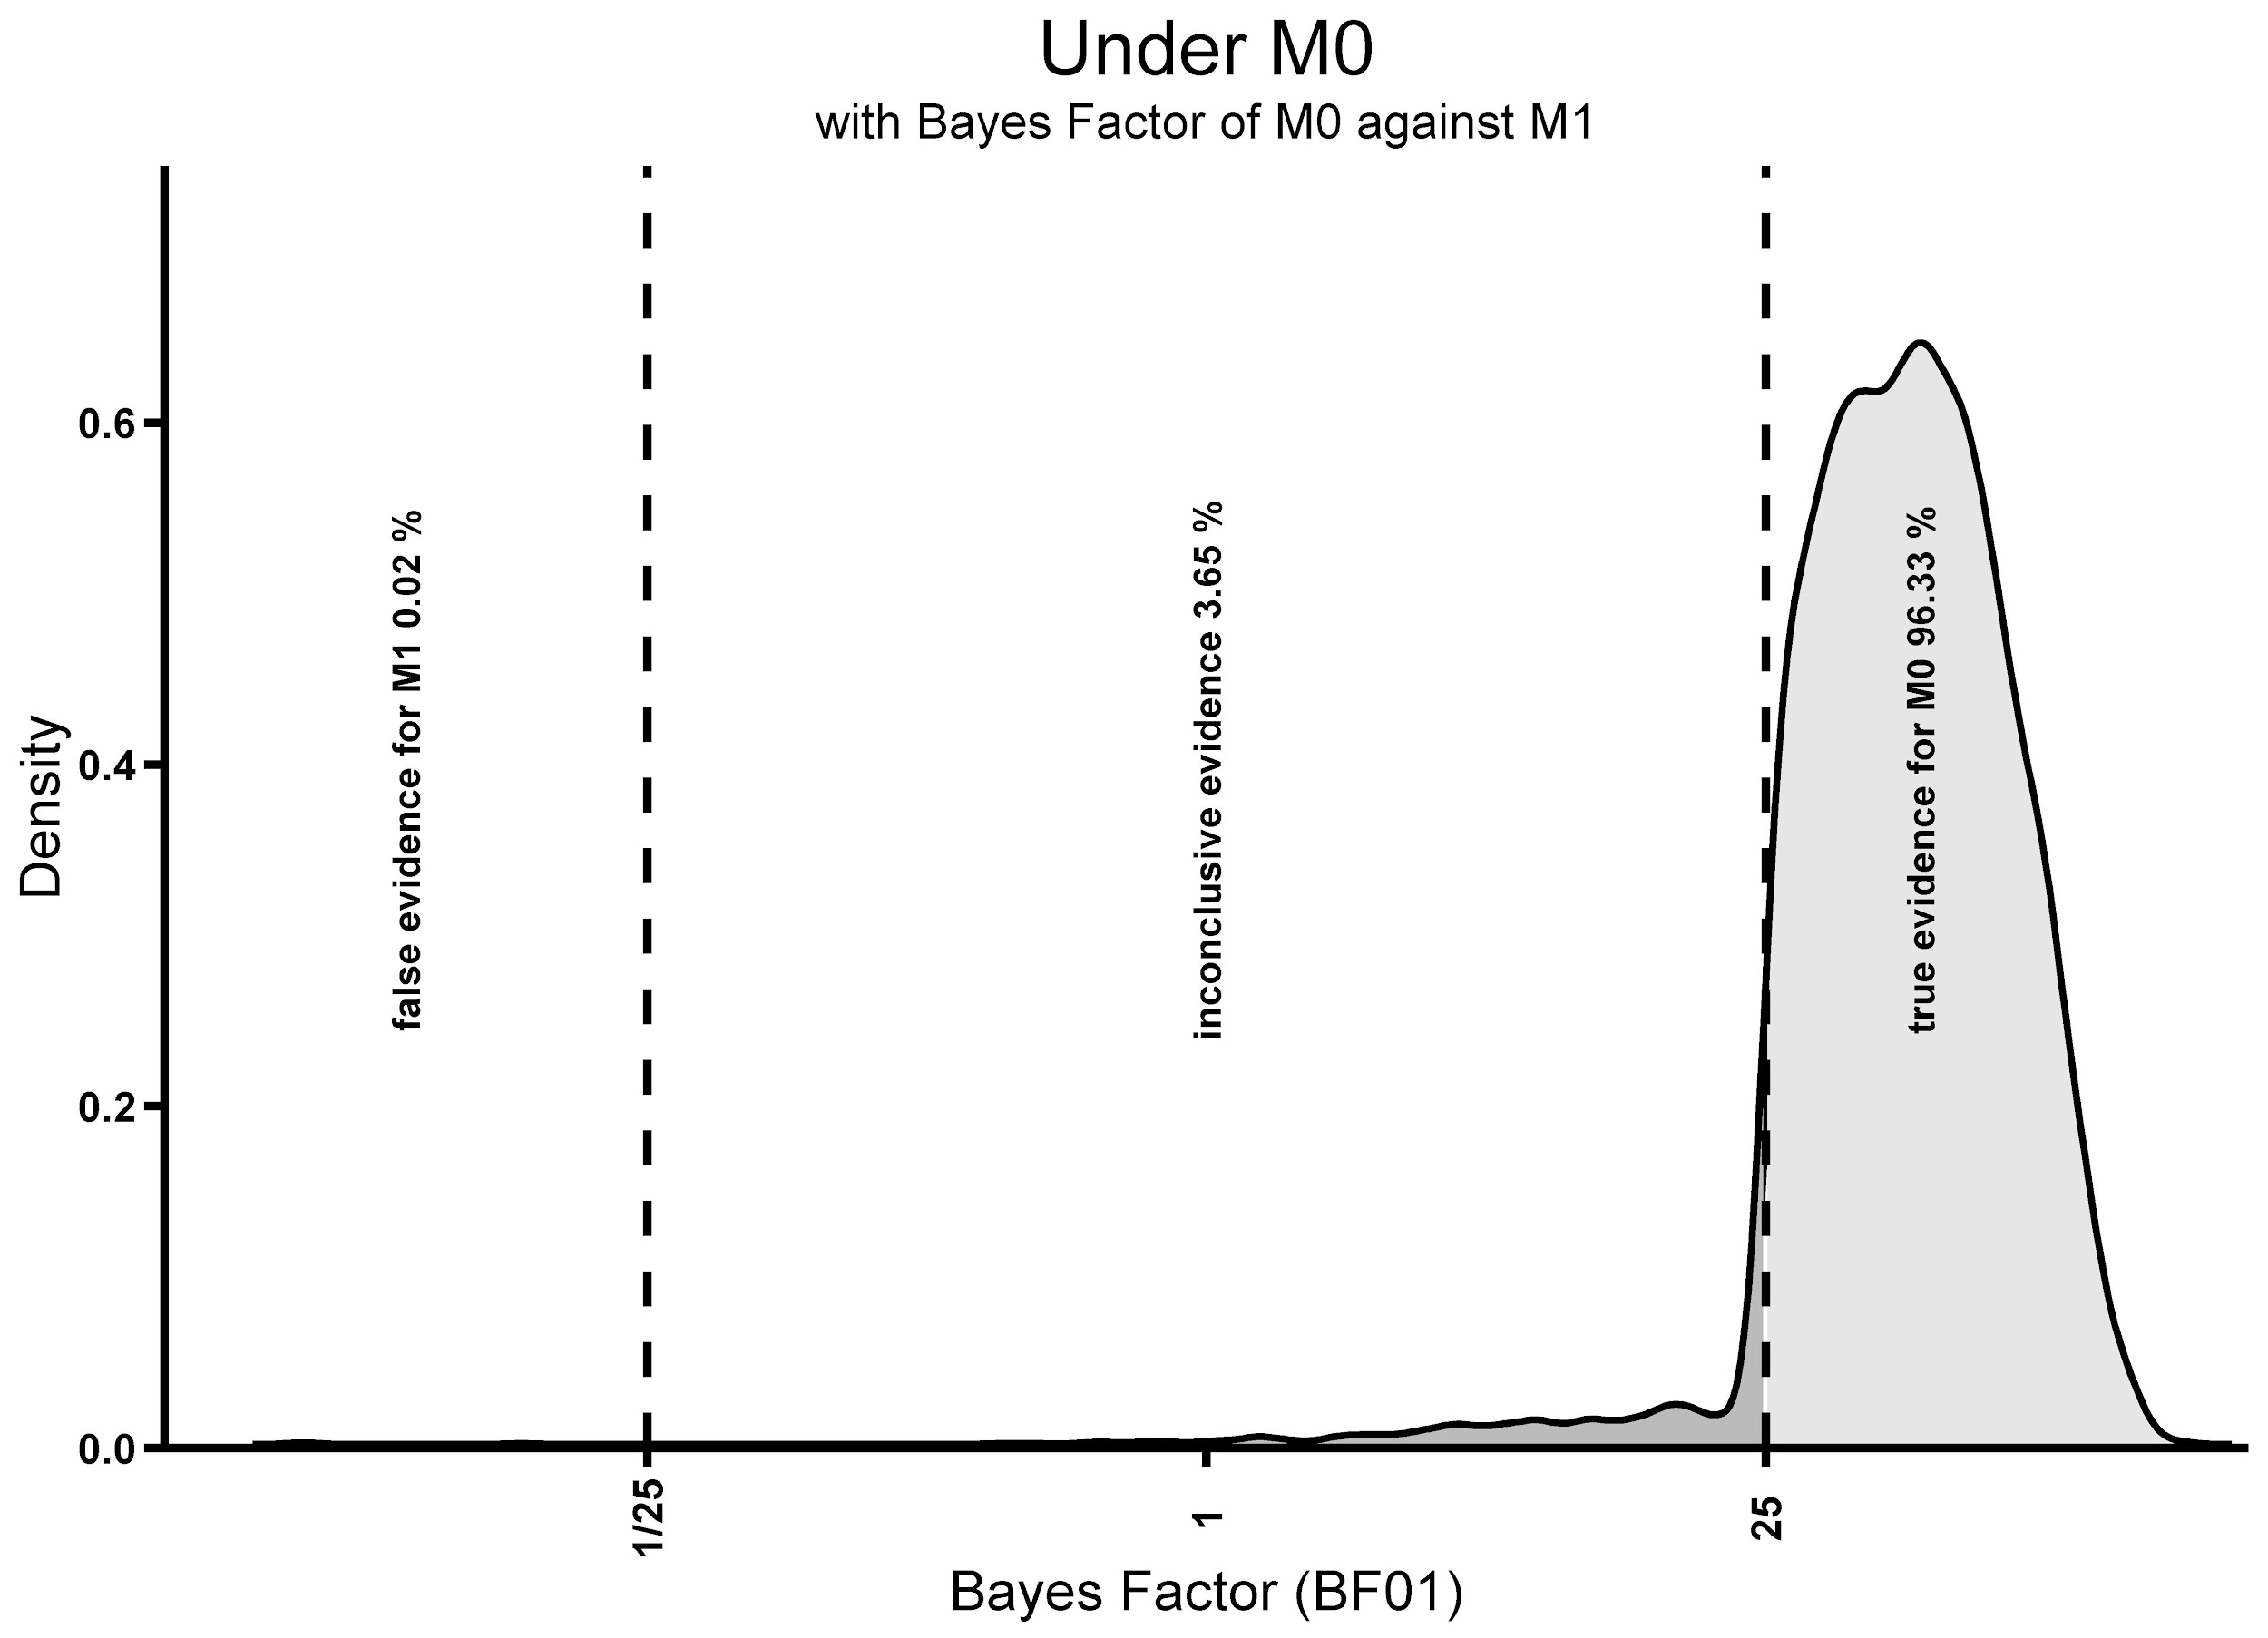 Under M0
with Bayes Factor of M0 against M1
Density
0.6
0.4
0.2
0.0
false evidence for M1 0.02 %
inconclusive evidence 3.65 %
true evidence for M0 96.33 %
1/25
1
25
Bayes Factor (BF01)